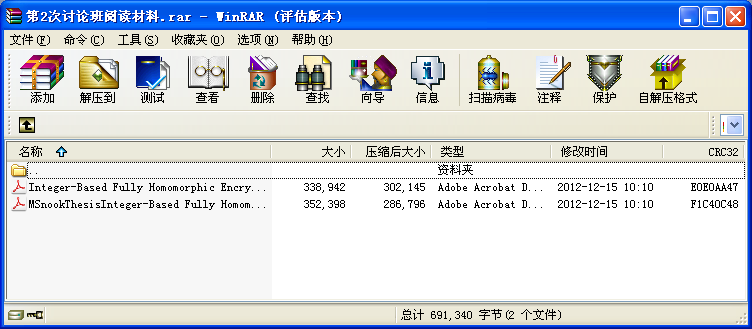 第2次讨论班阅读材料.rar - WinRAR (评估版本)
文件(F) 命令(C) 工具(S) 收藏夹(O) 选项(N) 帮助(H)
添加 解压到 测试 查看 删除 查找 向导 信息 扫描病毒 注释 保护 自解压格式
名称 大小 压缩后大小 类型 修改时间 CRC32
.. 资料夹
Integer-Based Fully Homomorphic Encry... 338,942 302,145 Adobe Acrobat D... 2012-12-15 10:10 E0E0AA47
MSnookThesisInteger-Based Fully Homom... 352,398 286,796 Adobe Acrobat D... 2012-12-15 10:10 F1C40C48
总计 691,340 字节(2 个文件)